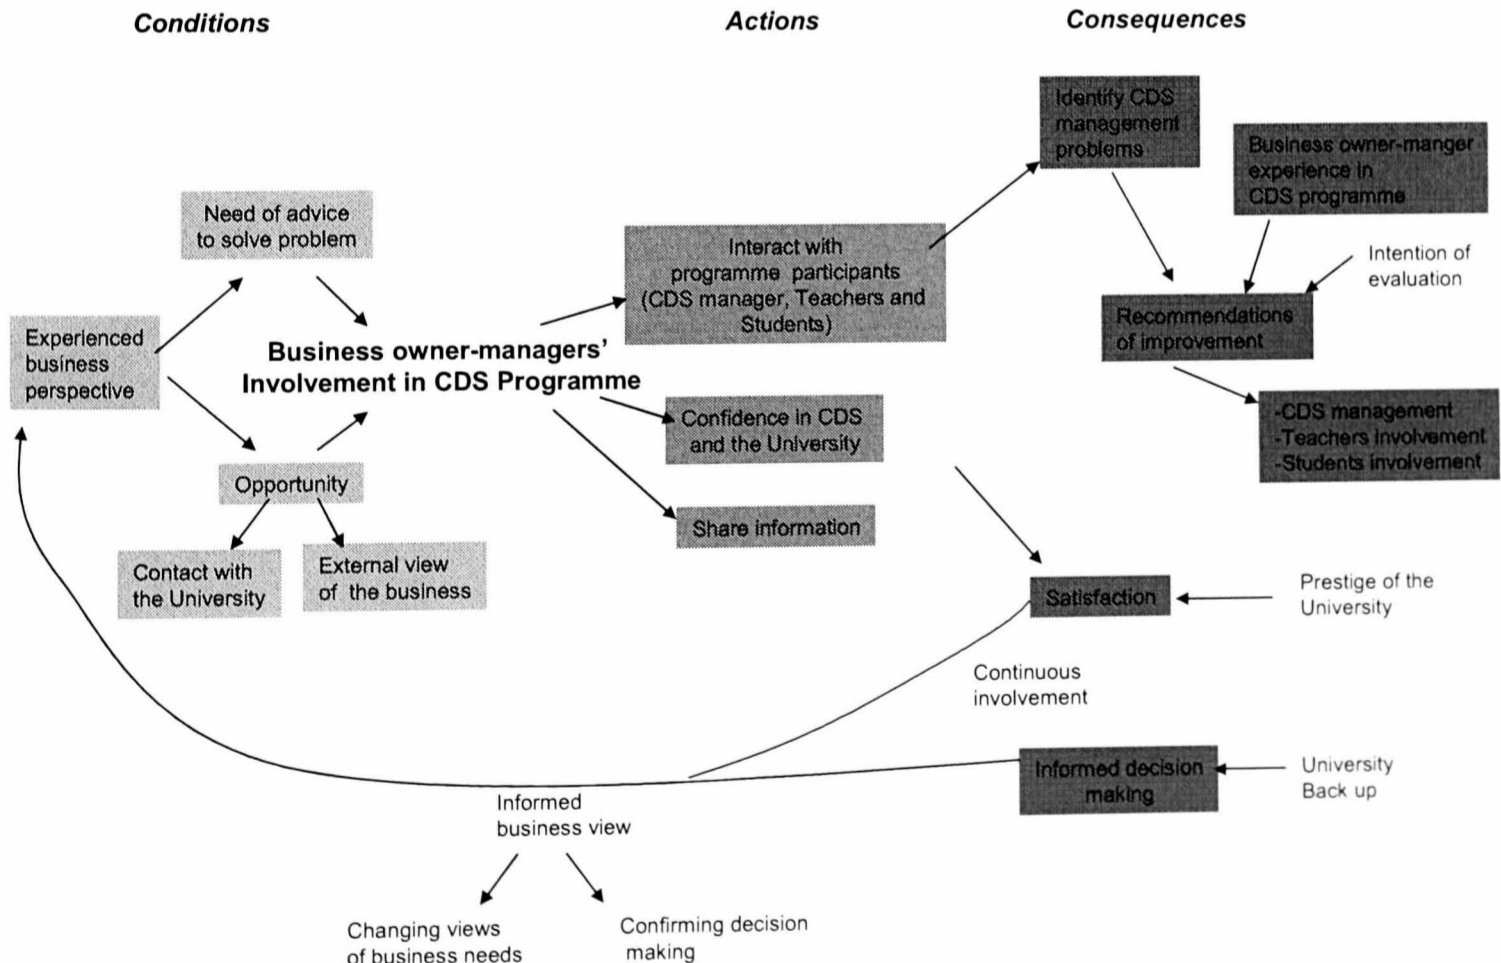 Conditions
Actions
Consequences
Identify CDS
management
problems
Business owner-manger
experience in
CDS programme
Need of advice
to solve problem
Interact with
programme participants
(CDS manager, Teachers and
Students)
Intention of
evaluation
Experienced
business
perspective
Recommendations
of improvement
Business owner-managers’
Involvement in CDS Programme
Confidence in CDS
and the University
-CDS management
-Teachers involvement
-Students involvement
Opportunity
Share information
Contact with
the University
External view
of the business
Satisfaction
Prestige of the
University
Continuous
involvement
Informed decision
making
University
Back up
Informed
business view
Changing views
of business needs
Confirming decision
making